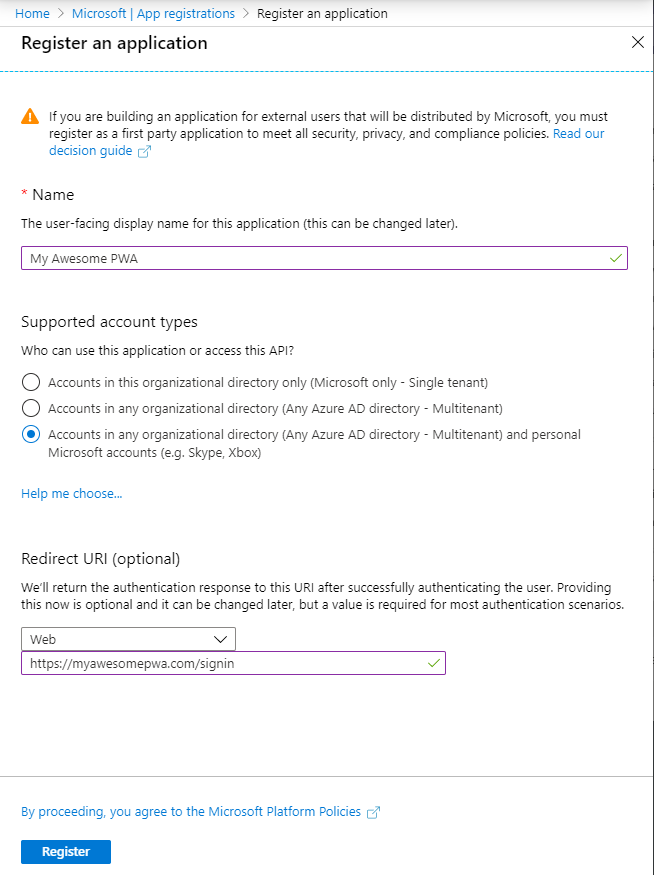 Home > Microsoft | App registrations > Register an application
Register an application
If you are building an application for external users that will be distributed by Microsoft, you must
register as a first party application to meet all security, privacy, and compliance policies. Read our
decision guide
* Name
The user-facing display name for this application (this can be changed later).
My Awesome PWA
Supported account types
Who can use this application or access this API?
Accounts in this organizational directory only (Microsoft only - Single tenant)
Accounts in any organizational directory (Any Azure AD directory - Multitenant)
Accounts in any organizational directory (Any Azure AD directory - Multitenant) and personal
Microsoft accounts (e.g. Skype, Xbox)
Help me choose...
Redirect URI (optional)
We'll return the authentication response to this URI after successfully authenticating the user. Providing
this now is optional and it can be changed later, but a value is required for most authentication scenarios.
Web
https://myawesomepwa.com/signin
By proceeding, you agree to the Microsoft Platform Policies
Register